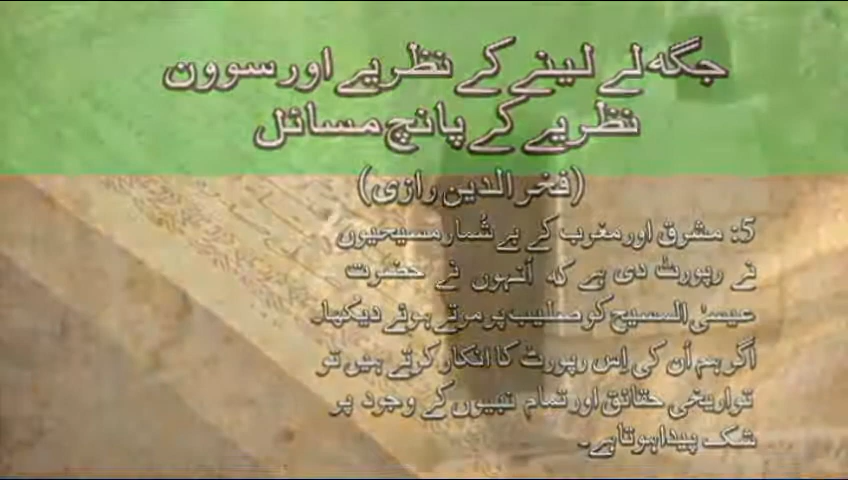 جگہ لے لینے کے نظریے اور سوون
نظریے کے پانچ مسائل
(فخر الدین رازی)
5: مشرق اور مغرب کے بے شُمار مسیحیوں
نے رپورٹ دی ہے کہ اُنہوں نے حضرت
عیسیٰ المسیح کو صلیب پر مرتے ہوئے دیکھا۔
اگر ہم اُن کی اِس رپورٹ کا انکار کرتے ہیں تو
تواریخی حقائق اور تمام نبیوں کے وجود پر
شک پیدا ہوتا ہے۔